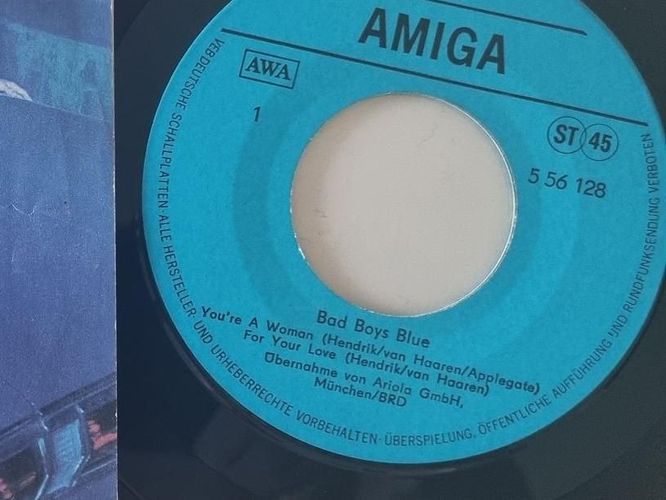 AMIGA
AWA
1
ST 45
5 56 128
Bad Boys Blue
You're A Woman (Hendrik/van Haaren/Applegate)
For Your Love (Hendrik/van Haaren)
Übernahme von Ariola GmbH,
München/BRD
VEB DEUTSCHE SCHALLPLATTEN · ALLE HERSTELLER- UND URHEBERRECHTE VORBEHALTEN · ÜBERSPIELUNG, ÖFFENTLICHE AUFFÜHRUNG UND RUNDFUNKSENDUNG VERBOTEN